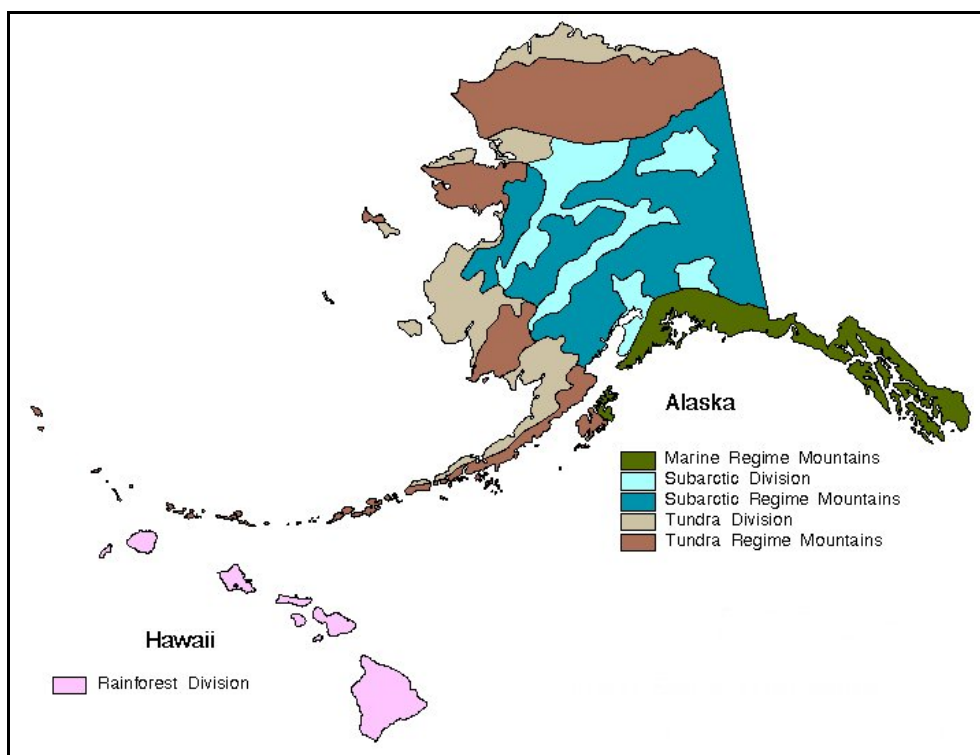 Alaska
Marine Regime Mountains
Subarctic Division
Subarctic Regime Mountains
Tundra Division
Tundra Regime Mountains
Hawaii
Rainforest Division